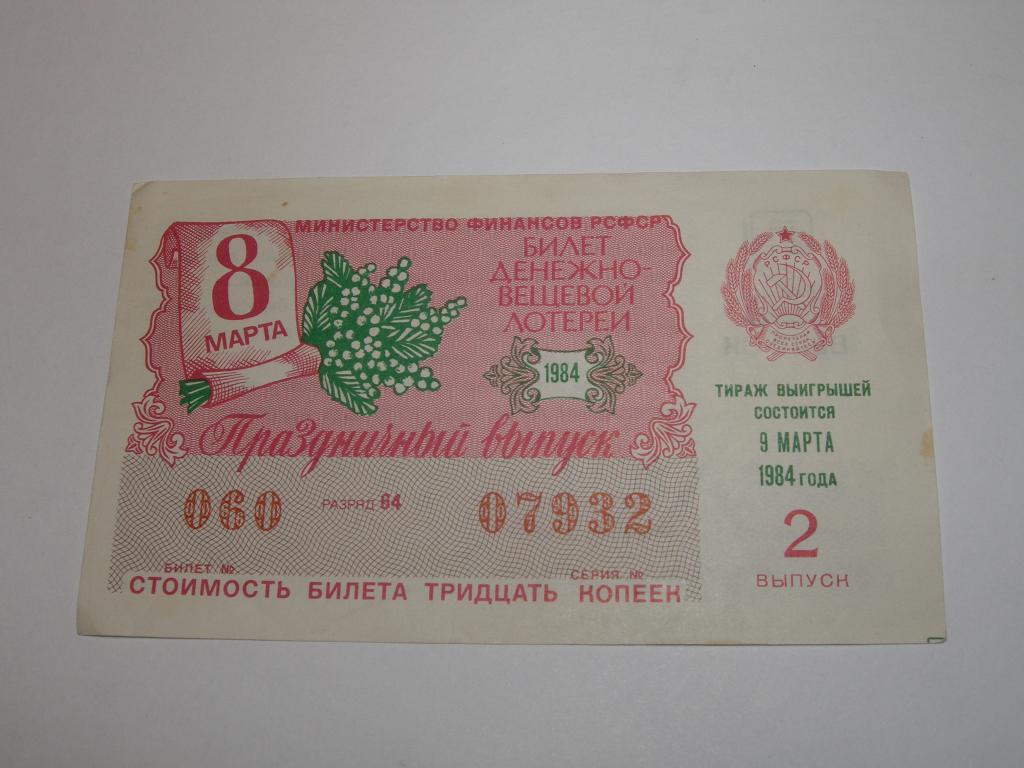 МИНИСТЕРСТВО ФИНАНСОВ РСФСР
8
МАРТА
БИЛЕТ
ДЕНЕЖНО-
ВЕЩЕВОЙ
ЛОТЕРЕИ
1984
Праздничный выпуск
060 РАЗРЯД 64 07932
БИЛЕТ № СЕРИЯ №
СТОИМОСТЬ БИЛЕТА ТРИДЦАТЬ КОПЕЕК
РСФСР
ТИРАЖ ВЫИГРЫШЕЙ
СОСТОИТСЯ
9 МАРТА
1984 ГОДА
2
ВЫПУСК